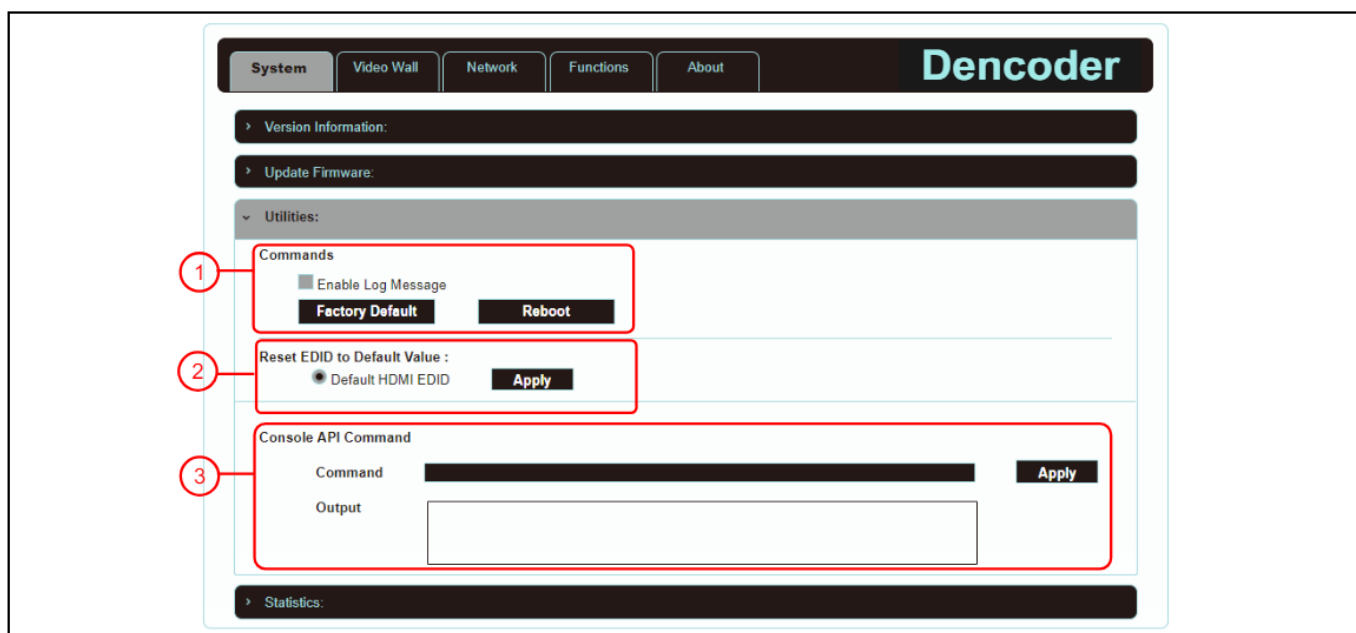 System Video Wall Network Functions About Dencoder
Version Information:
Update Firmware:
Utilities:
1
Commands
Enable Log Message
Factory Default Reboot
2
Reset EDID to Default Value :
Default HDMI EDID Apply
3
Console API Command
Command Apply
Output
Statistics: